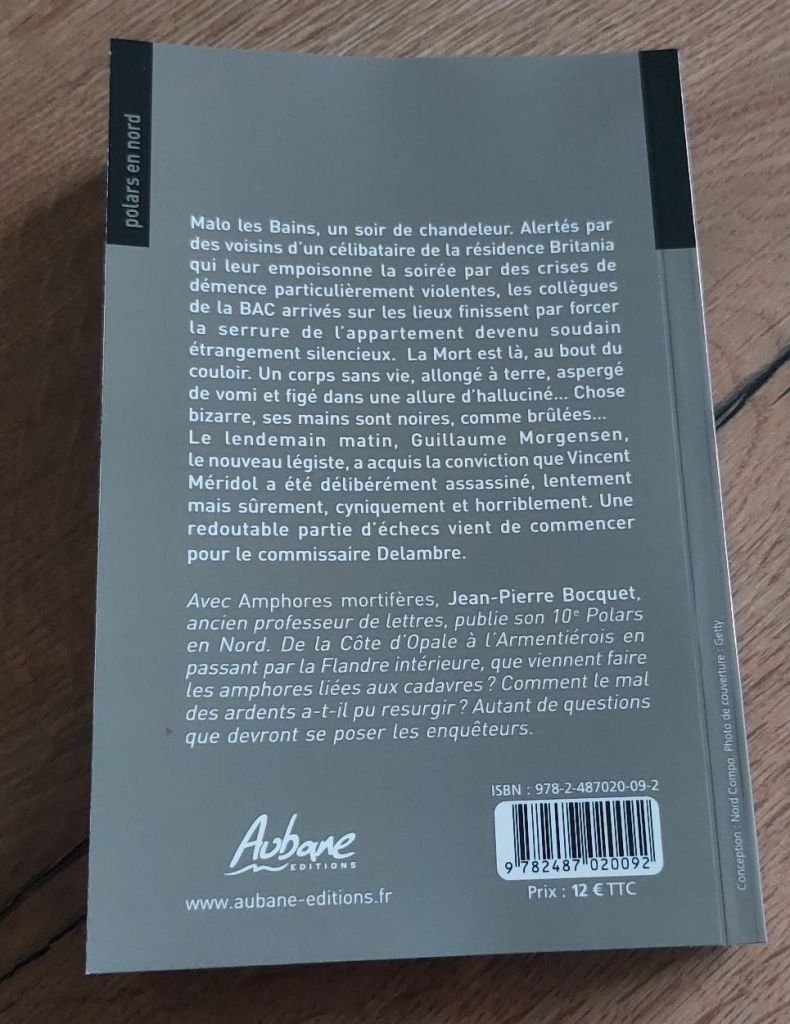 polars en nord
Malo les Bains, un soir de chandeleur. Alertés par
des voisins d'un célibataire de la résidence Britania
qui leur empoisonne la soirée par des crises de
démence particulièrement violentes, les collègues
de la BAC arrivés sur les lieux finissent par forcer
la serrure de l'appartement devenu soudain
étrangement silencieux. La Mort est là, au bout du
couloir. Un corps sans vie, allongé à terre, aspergé
de vomi et figé dans une allure d'halluciné... Chose
bizarre, ses mains sont noires, comme brûlées...
Le lendemain matin, Guillaume Morgensen,
le nouveau légiste, a acquis la conviction que Vincent
Méridol a été délibérément assassiné, lentement
mais sûrement, cyniquement et horriblement. Une
redoutable partie d'échecs vient de commencer
pour le commissaire Delambre.
Avec Amphores mortifères, Jean-Pierre Bocquet,
ancien professeur de lettres, publie son 10e Polars
en Nord. De la Côte d'Opale à l'Armentiérois en
passant par la Flandre intérieure, que viennent faire
les amphores liées aux cadavres ? Comment le mal
des ardents a-t-il pu resurgir ? Autant de questions
que devront se poser les enquêteurs.
ISBN : 978-2-487020-09-2
9 782487 020092
Prix : 12 € TTC
Aubane
EDITIONS
www.aubane-editions.fr
Conception : Nord Compo. Photo de couverture : Getty